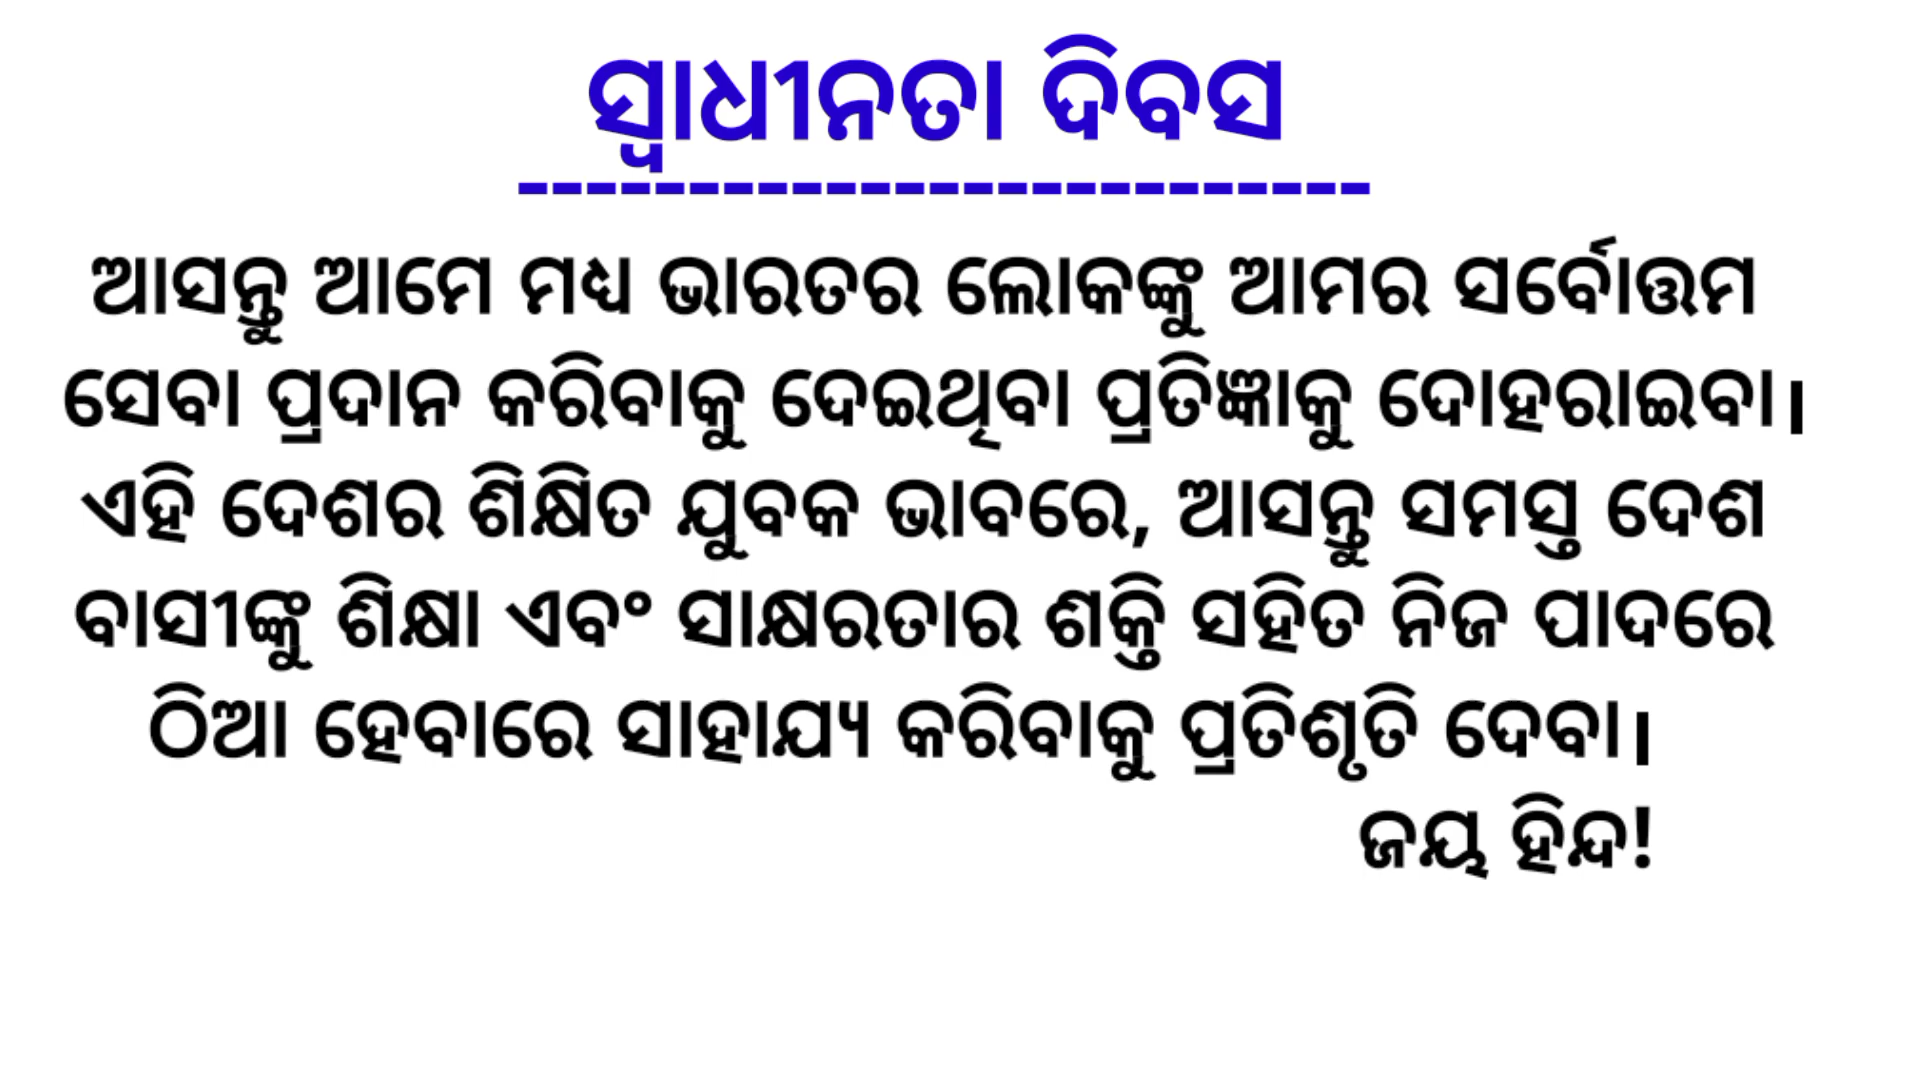 ସ୍ଵାଧୀନତା ଦିବସ
---------------------------
ଆସନ୍ତୁ ଆମେ ମଧ୍ୟ ଭାରତର ଲୋକଙ୍କୁ ଆମର ସର୍ବୋତ୍ତମ
ସେବା ପ୍ରଦାନ କରିବାକୁ ଦେଇଥିବା ପ୍ରତିଜ୍ଞାକୁ ଦୋହରାଇବା।
ଏହି ଦେଶର ଶିକ୍ଷିତ ଯୁବକ ଭାବରେ, ଆସନ୍ତୁ ସମସ୍ତ ଦେଶ
ବାସୀଙ୍କୁ ଶିକ୍ଷା ଏବଂ ସାକ୍ଷରତାର ଶକ୍ତି ସହିତ ନିଜ ପାଦରେ
ଠିଆ ହେବାରେ ସାହାଯ୍ୟ କରିବାକୁ ପ୍ରତିଶୃତି ଦେବା।
ଜୟ ହିନ୍ଦ!